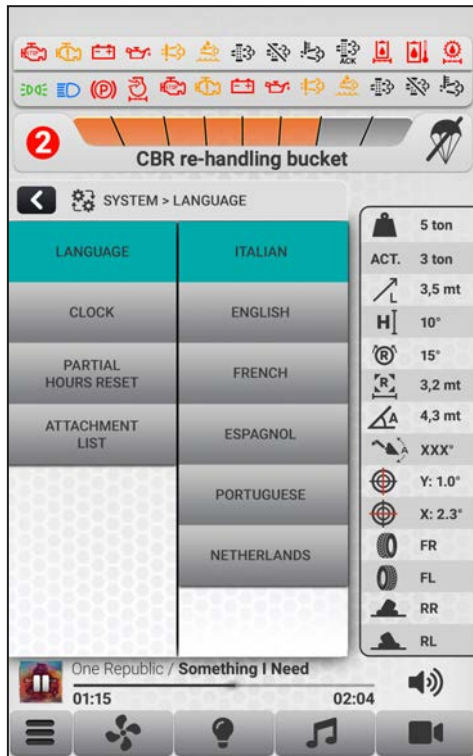 ACK
(P)
2
CBR re-handling bucket
SYSTEM > LANGUAGE
LANGUAGE
ITALIAN
CLOCK
ENGLISH
PARTIAL
HOURS RESET
FRENCH
ATTACHMENT
LIST
ESPAGNOL
PORTUGUESE
NETHERLANDS
5 ton
ACT. 3 ton
L 3,5 mt
H 10°
R 15°
R 3,2 mt
A 4,3 mt
A XXX°
Y: 1.0°
X: 2.3°
FR
FL
RR
RL
One Republic / Something I Need
01:15
02:04